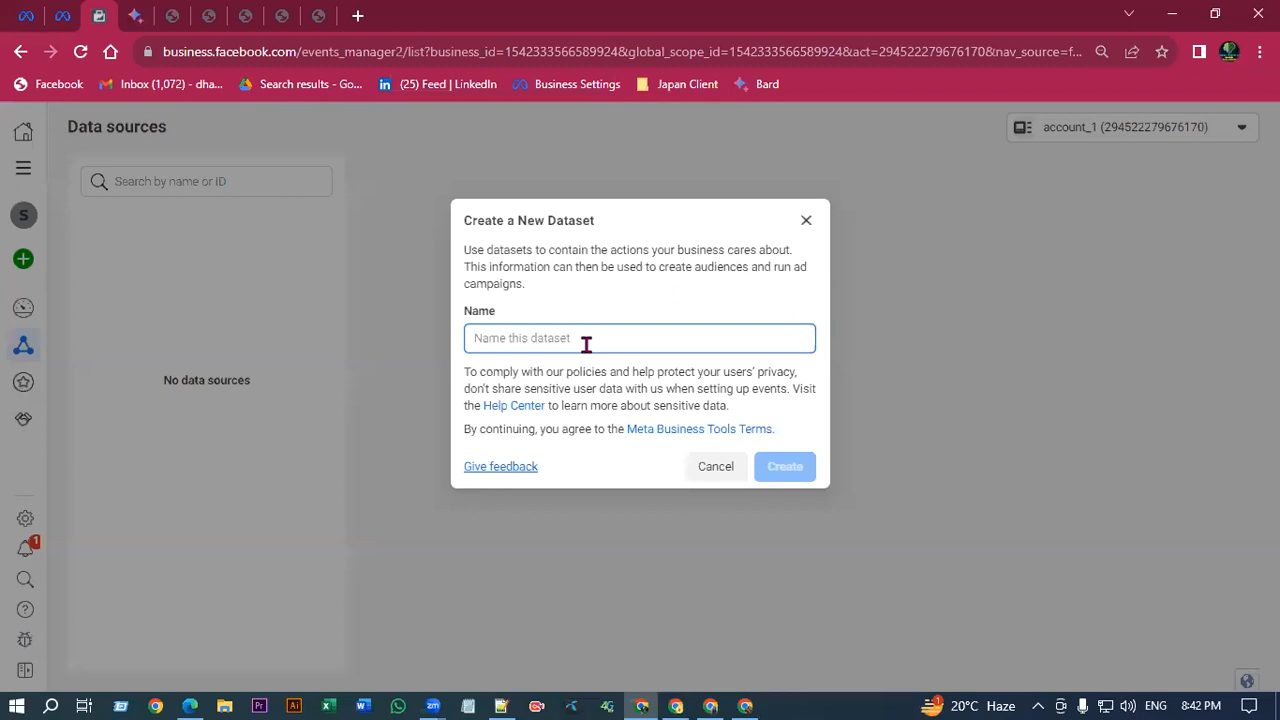 business.facebook.com/events_manager2/list?business_id=1542333566589924&global_scope_id=1542333566589924&act=294522279676170&nav_source=f...
Facebook
Inbox (1,072) - dha...
Search results - Go...
(25) Feed | LinkedIn
Business Settings
Japan Client
Bard
Data sources
account_1 (294522279676170)
Search by name or ID
S
No data sources
Create a New Dataset
Use datasets to contain the actions your business cares about.
This information can then be used to create audiences and run ad
campaigns.
Name
Name this dataset
To comply with our policies and help protect your users' privacy,
don't share sensitive user data with us when setting up events. Visit
the Help Center to learn more about sensitive data.
By continuing, you agree to the Meta Business Tools Terms.
Give feedback
Cancel
Create
1
20°C Haze
ENG
8:42 PM